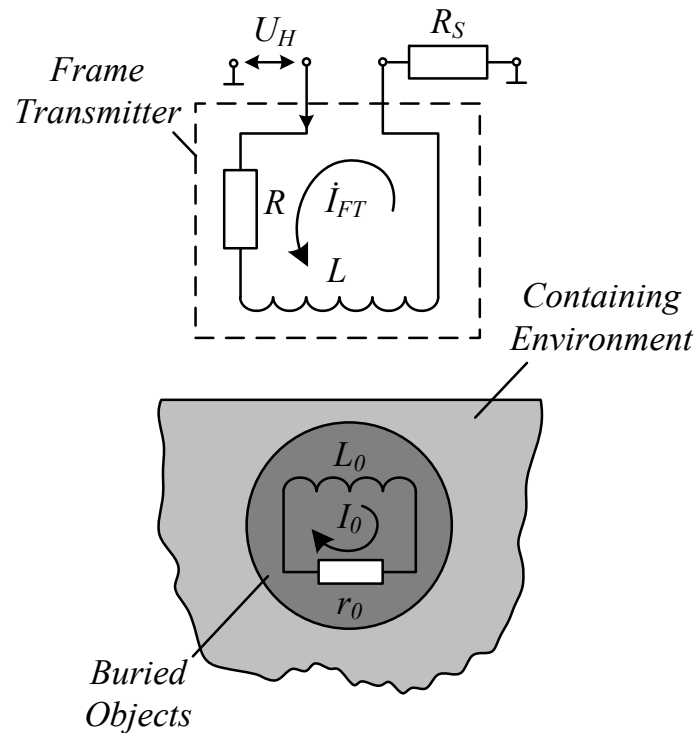 U_H
R_S
Frame
Transmitter
R
İ_FT
L
Containing
Environment
L_0
I_0
r_0
Buried
Objects